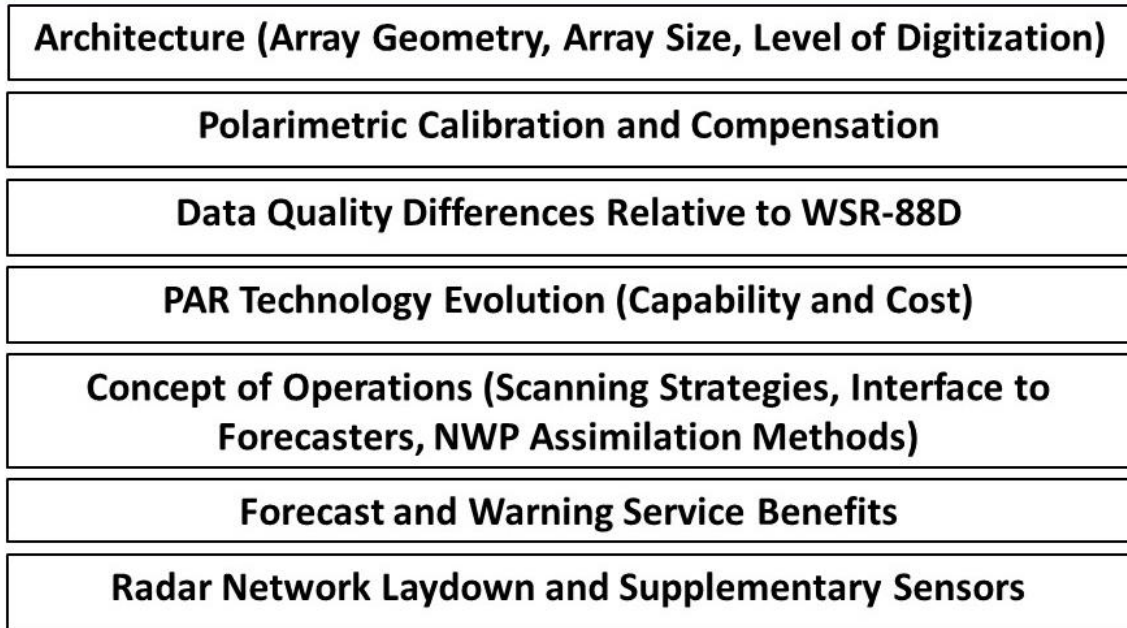 Architecture (Array Geometry, Array Size, Level of Digitization)
Polarimetric Calibration and Compensation
Data Quality Differences Relative to WSR-88D
PAR Technology Evolution (Capability and Cost)
Concept of Operations (Scanning Strategies, Interface to
Forecasters, NWP Assimilation Methods)
Forecast and Warning Service Benefits
Radar Network Laydown and Supplementary Sensors